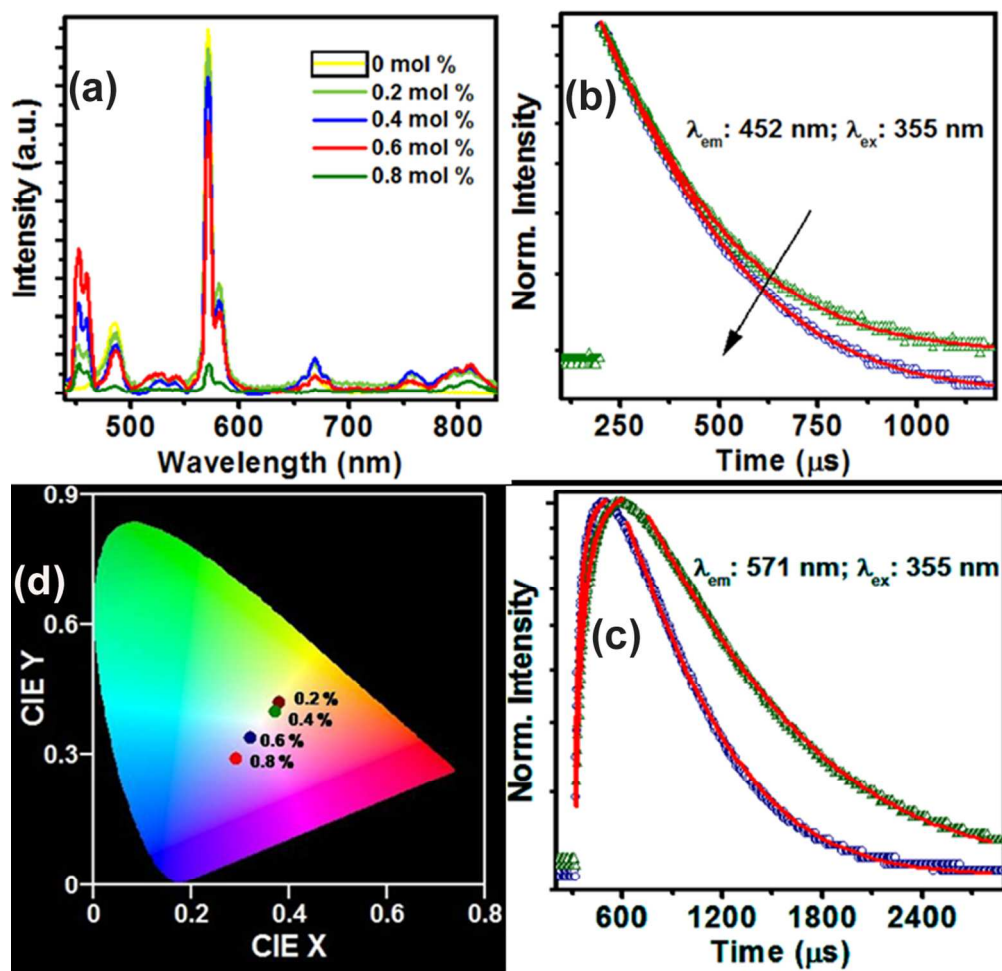 (a)
0 mol %
0.2 mol %
0.4 mol %
0.6 mol %
0.8 mol %
Intensity (a.u.)
500 600 700 800
Wavelength (nm)
(b)
λem: 452 nm; λex: 355 nm
Norm. Intensity
250 500 750 1000
Time (μs)
(d)
0.9
0.6
0.3
0
CIE Y
0.2 %
0.4 %
0.6 %
0.8 %
0 0.2 0.4 0.6 0.8
CIE X
λem: 571 nm; λex: 355 nm
(c)
Norm. Intensity
600 1200 1800 2400
Time (μs)